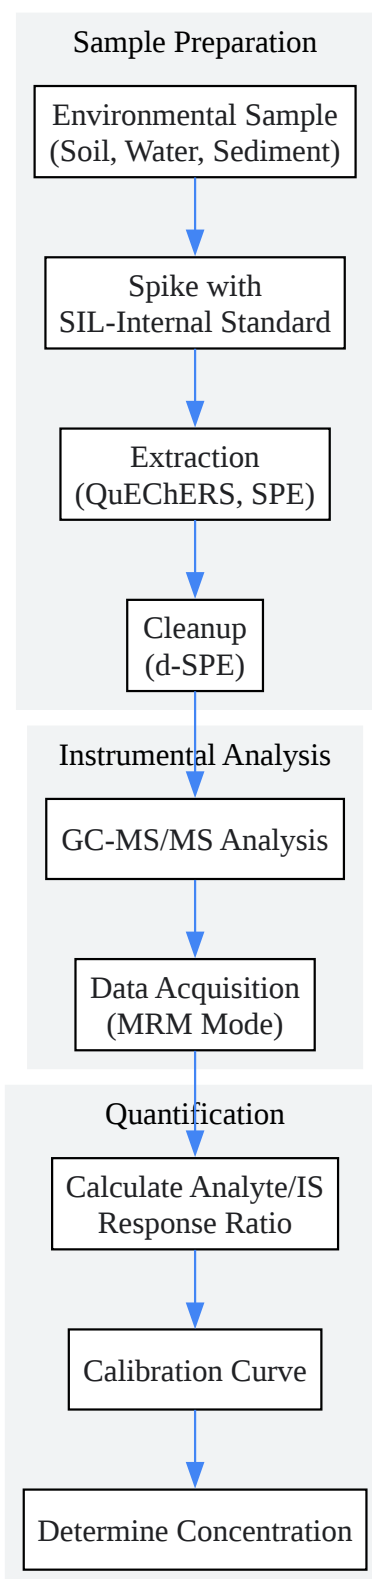 Sample Preparation
Environmental Sample
(Soil, Water, Sediment)
Spike with
SIL-Internal Standard
Extraction
(QuEChERS, SPE)
Cleanup
(d-SPE)
Instrumental Analysis
GC-MS/MS Analysis
Data Acquisition
(MRM Mode)
Quantification
Calculate Analyte/IS
Response Ratio
Calibration Curve
Determine Concentration